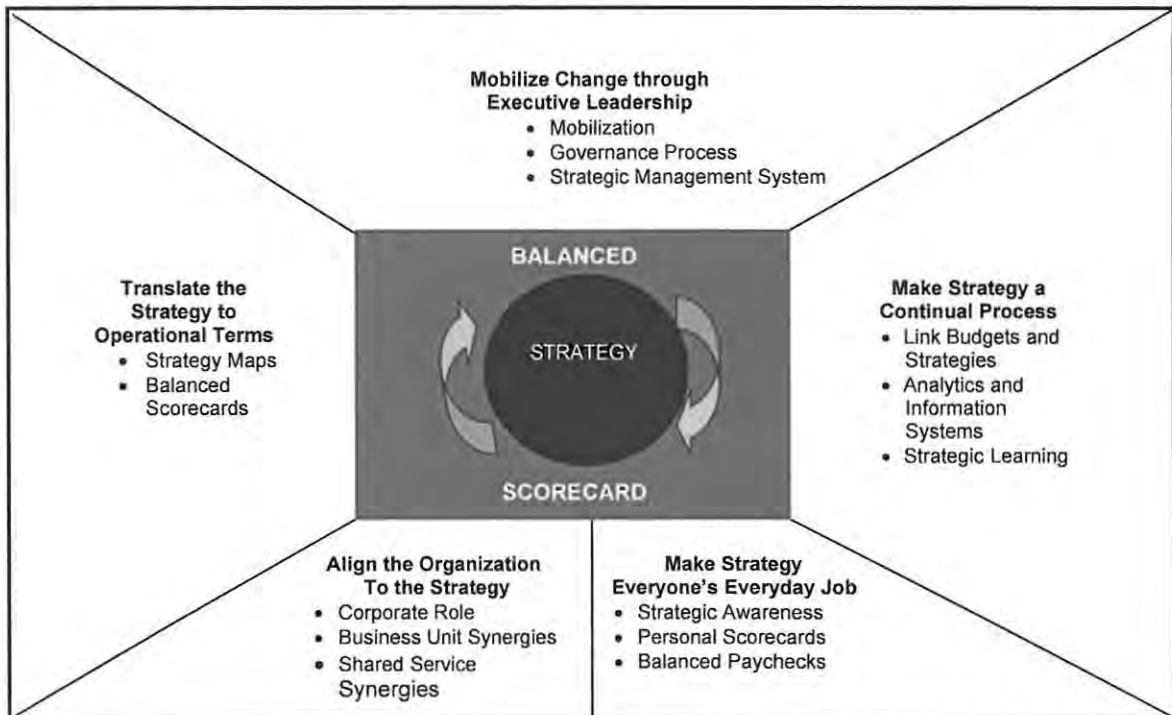 Mobilize Change through
Executive Leadership
• Mobilization
• Governance Process
• Strategic Management System
Translate the
Strategy to
Operational Terms
• Strategy Maps
• Balanced
Scorecards
BALANCED
STRATEGY
SCORECARD
Make Strategy a
Continual Process
• Link Budgets and
Strategies
• Analytics and
Information
Systems
• Strategic Learning
Align the Organization
To the Strategy
• Corporate Role
• Business Unit Synergies
• Shared Service
Synergies
Make Strategy
Everyone's Everyday Job
• Strategic Awareness
• Personal Scorecards
• Balanced Paychecks